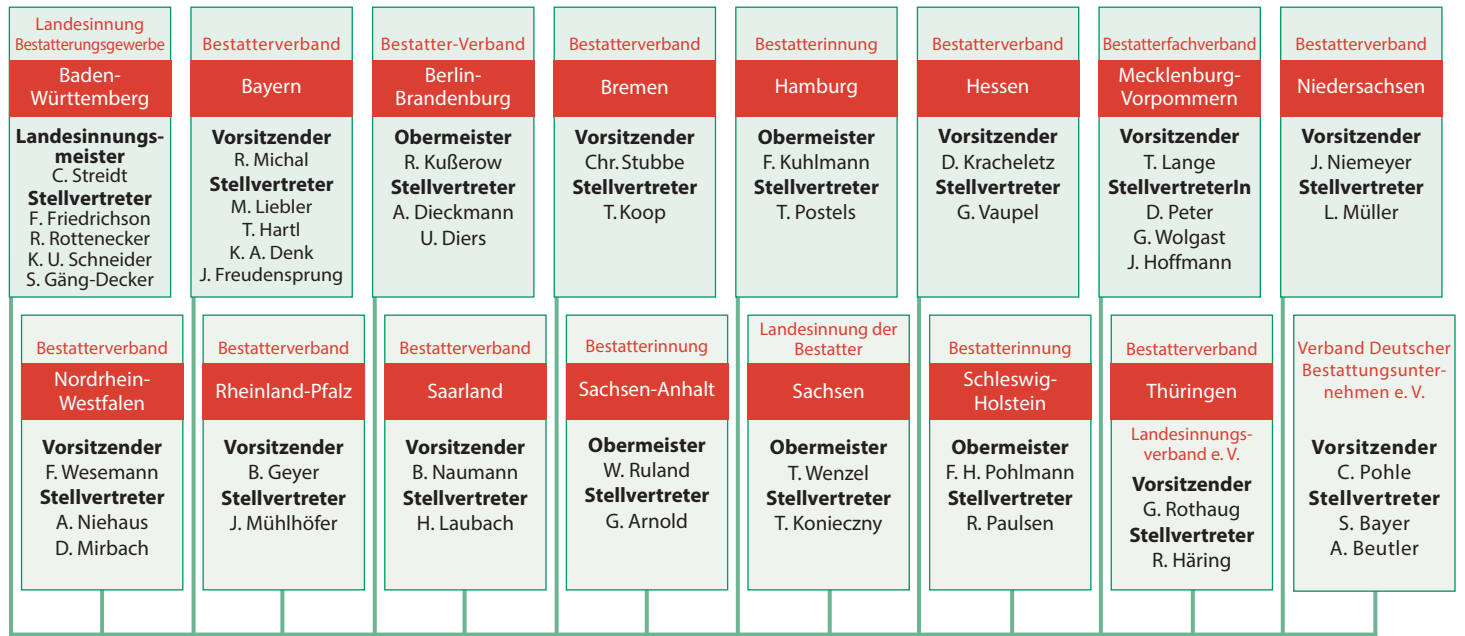 Landesinnung
Bestatterungsgewerbe
Baden-
Württemberg
Landesinnungs-
meister
C. Streidt
Stellvertreter
F. Friedrichson
R. Rottenecker
K. U. Schneider
S. Gäng-Decker
Bestatterverband
Bayern
Vorsitzender
R. Michal
Stellvertreter
M. Liebler
T. Hartl
K. A. Denk
J. Freudensprung
Bestatter-Verband
Berlin-
Brandenburg
Obermeister
R. Kußerow
Stellvertreter
A. Dieckmann
U. Diers
Bestatterverband
Bremen
Vorsitzender
Chr. Stubbe
Stellvertreter
T. Koop
Bestatterinnung
Hamburg
Obermeister
F. Kuhlmann
Stellvertreter
T. Postels
Bestatterverband
Hessen
Vorsitzender
D. Kracheletz
Stellvertreter
G. Vaupel
Bestatterfachverband
Mecklenburg-
Vorpommern
Vorsitzender
T. Lange
StellvertreterIn
D. Peter
G. Wolgast
J. Hoffmann
Bestatterverband
Niedersachsen
Vorsitzender
J. Niemeyer
Stellvertreter
L. Müller
Bestatterverband
Nordrhein-
Westfalen
Vorsitzender
F. Wesemann
Stellvertreter
A. Niehaus
D. Mirbach
Bestatterverband
Rheinland-Pfalz
Vorsitzender
B. Geyer
Stellvertreter
J. Mühlhöfer
Bestatterverband
Saarland
Vorsitzender
B. Naumann
Stellvertreter
H. Laubach
Bestatterinnung
Sachsen-Anhalt
Obermeister
W. Ruland
Stellvertreter
G. Arnold
Landesinnung der
Bestatter
Sachsen
Obermeister
T. Wenzel
Stellvertreter
T. Konieczny
Bestatterinnung
Schleswig-
Holstein
Obermeister
F. H. Pohlmann
Stellvertreter
R. Paulsen
Bestatterverband
Thüringen
Landesinnungs-
verband e. V.
Vorsitzender
G. Rothaug
Stellvertreter
R. Häring
Verband Deutscher
Bestattungsunter-
nehmen e. V.
Vorsitzender
C. Pohle
Stellvertreter
S. Bayer
A. Beutler